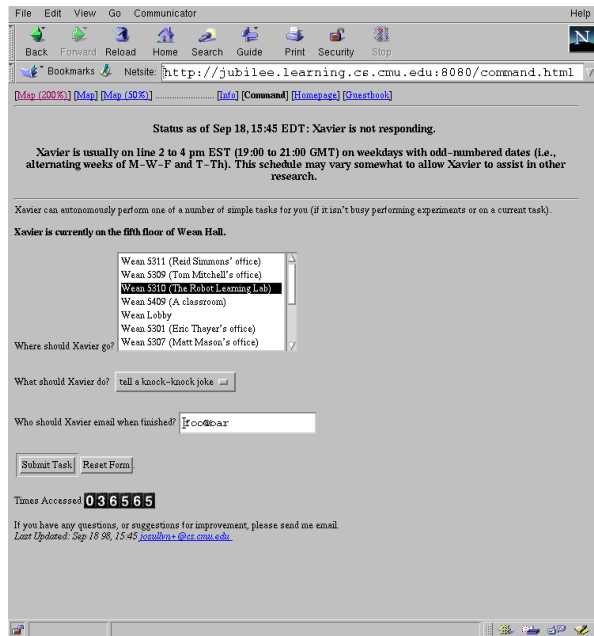 File Edit View Go Communicator Help
Back Forward Reload Home Search Guide Print Security Stop
N
Bookmarks Netsite: http://jubilee.learning.cs.cmu.edu:8080/command.html
[Map (200%)] [Map] [Map (50%)] ........................ [Info] [Command] [Homepage] [Guestbook]
Status as of Sep 18, 15:45 EDT: Xavier is not responding.
Xavier is usually on line 2 to 4 pm EST (19:00 to 21:00 GMT) on weekdays with odd-numbered dates (i.e.,
alternating weeks of M-W-F and T-Th). This schedule may vary somewhat to allow Xavier to assist in other
research.
Xavier can autonomously perform one of a number of simple tasks for you (if it isn't busy performing experiments or on a current task).
Xavier is currently on the fifth floor of Wean Hall.
Wean 5311 (Reid Simmons' office)
Wean 5309 (Tom Mitchell's office)
Wean 5310 (The Robot Learning Lab)
Wean 5409 (A classroom)
Wean Lobby
Wean 5301 (Eric Thayer's office)
Wean 5307 (Matt Mason's office)
Where should Xavier go?
What should Xavier do? tell a knock-knock joke
Who should Xavier email when finished? foo@bar
Submit Task Reset Form.
Times Accessed 036565
If you have any questions, or suggestions for improvement, please send me email.
Last Updated: Sep 18 98, 15:45 josullvn+@cs.cmu.edu